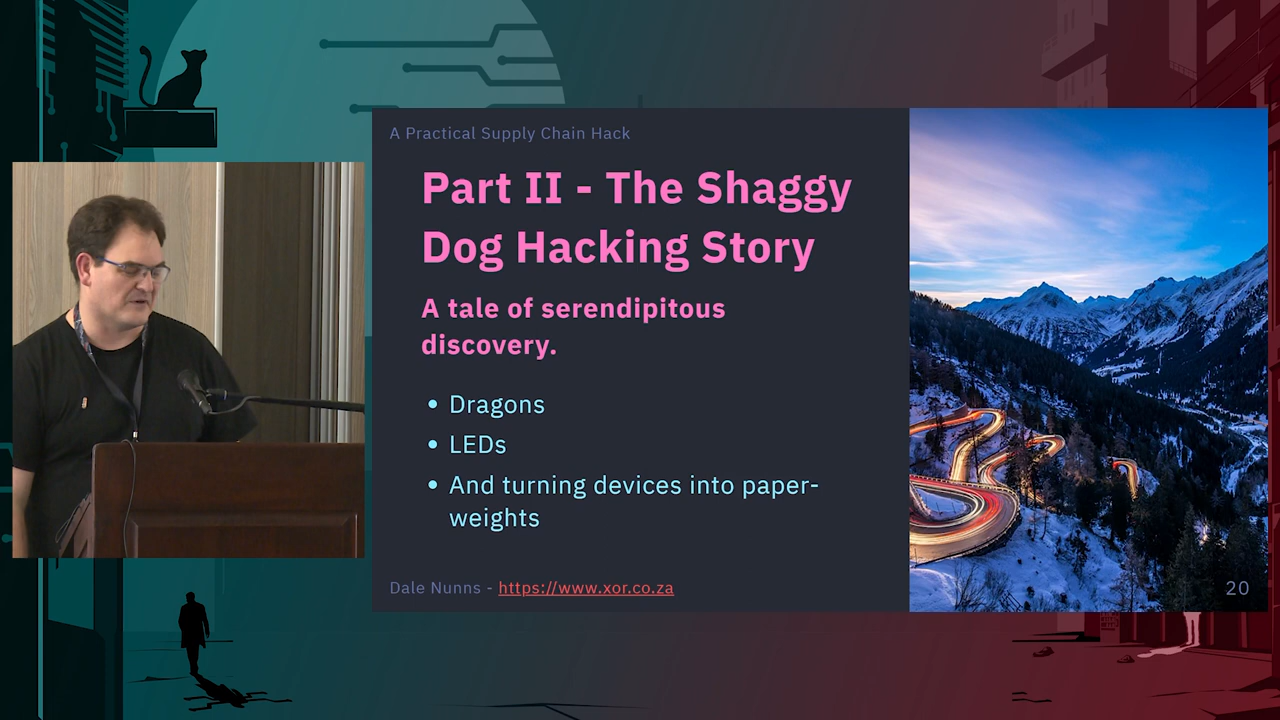 A Practical Supply Chain Hack
Part II - The Shaggy
Dog Hacking Story
A tale of serendipitous
discovery.
• Dragons
• LEDs
• And turning devices into paper-
weights
Dale Nunns - https://www.xor.co.za
20